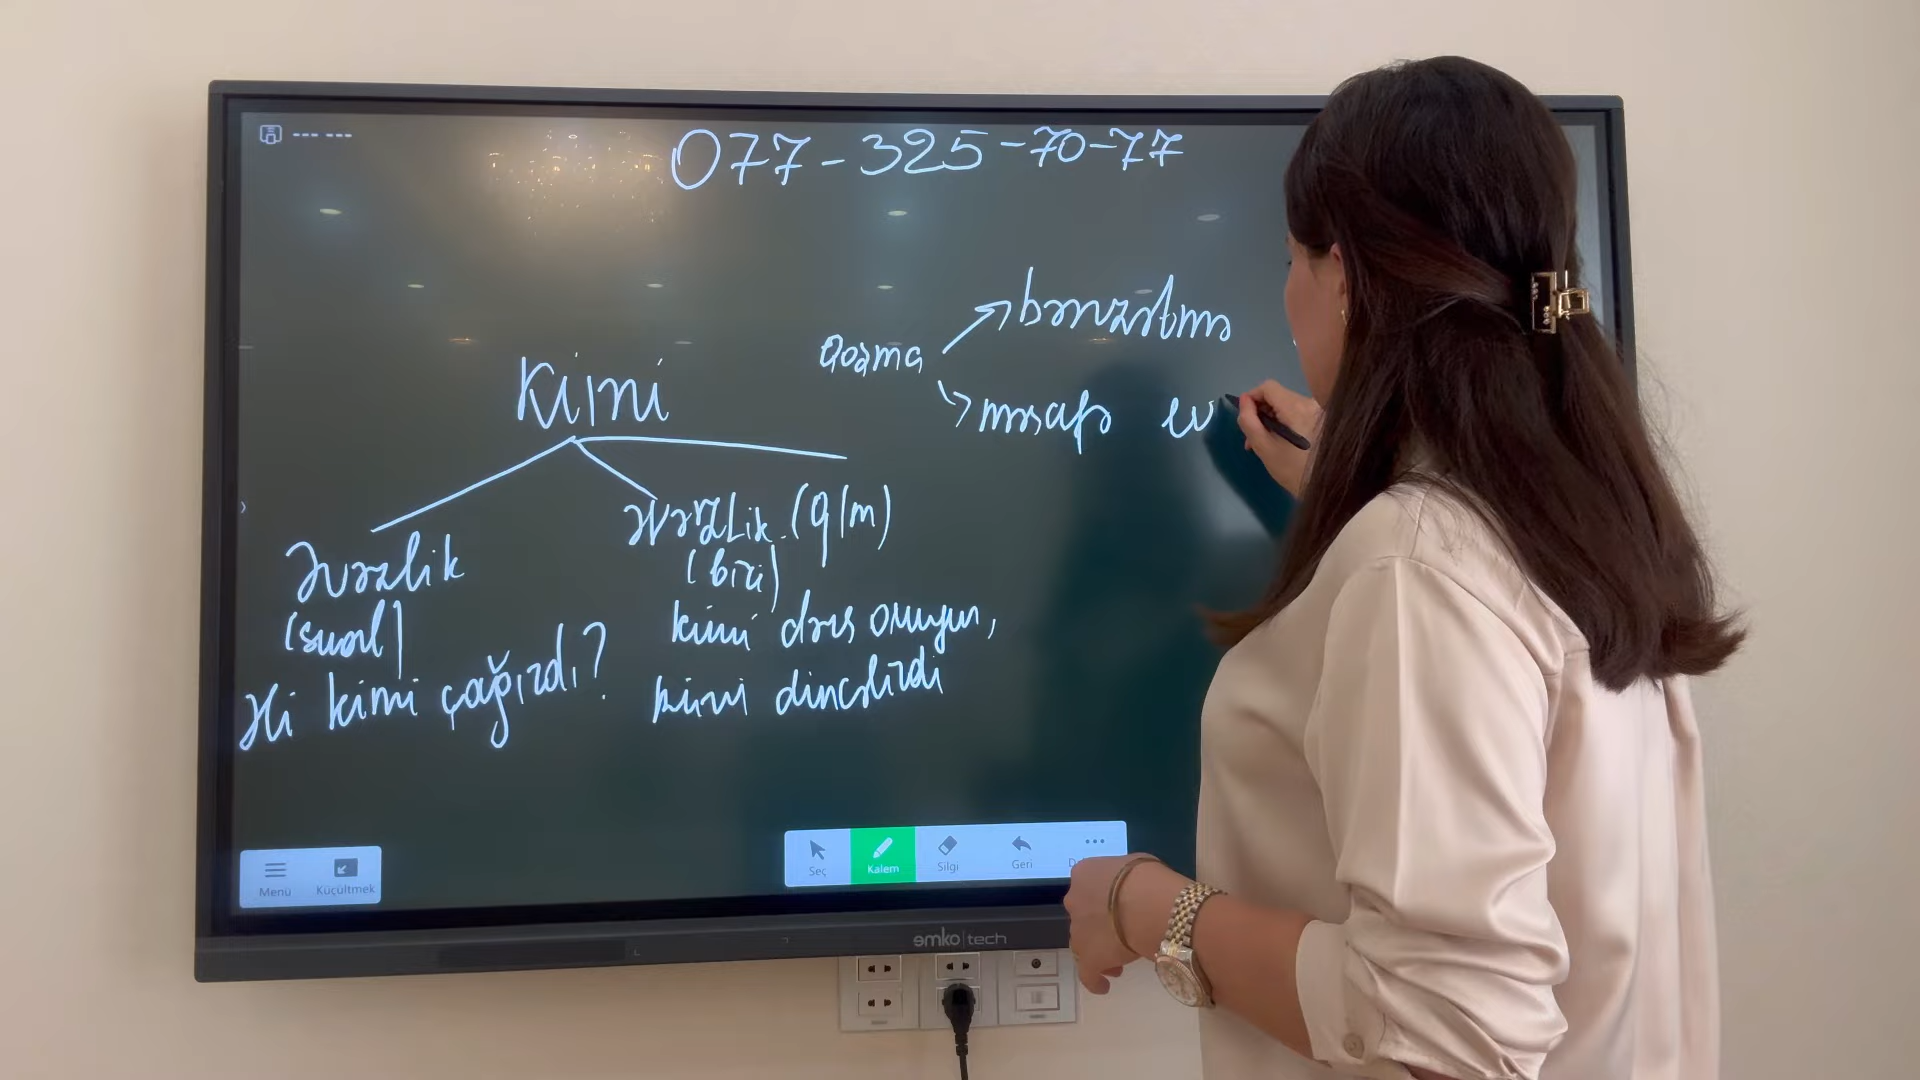 077-325-70-77
Kimi
Qoşma
bənzətmə
məsafə
Əvəzlik
(sual)
Əli kimi çağırdı?
Əvəzlik (q/m)
(biri)
kimi dərs oxuyur,
kimi dincəlirdi
Menü
Küçültmek
Seç
Kalem
Silgi
Geri
emko|tech